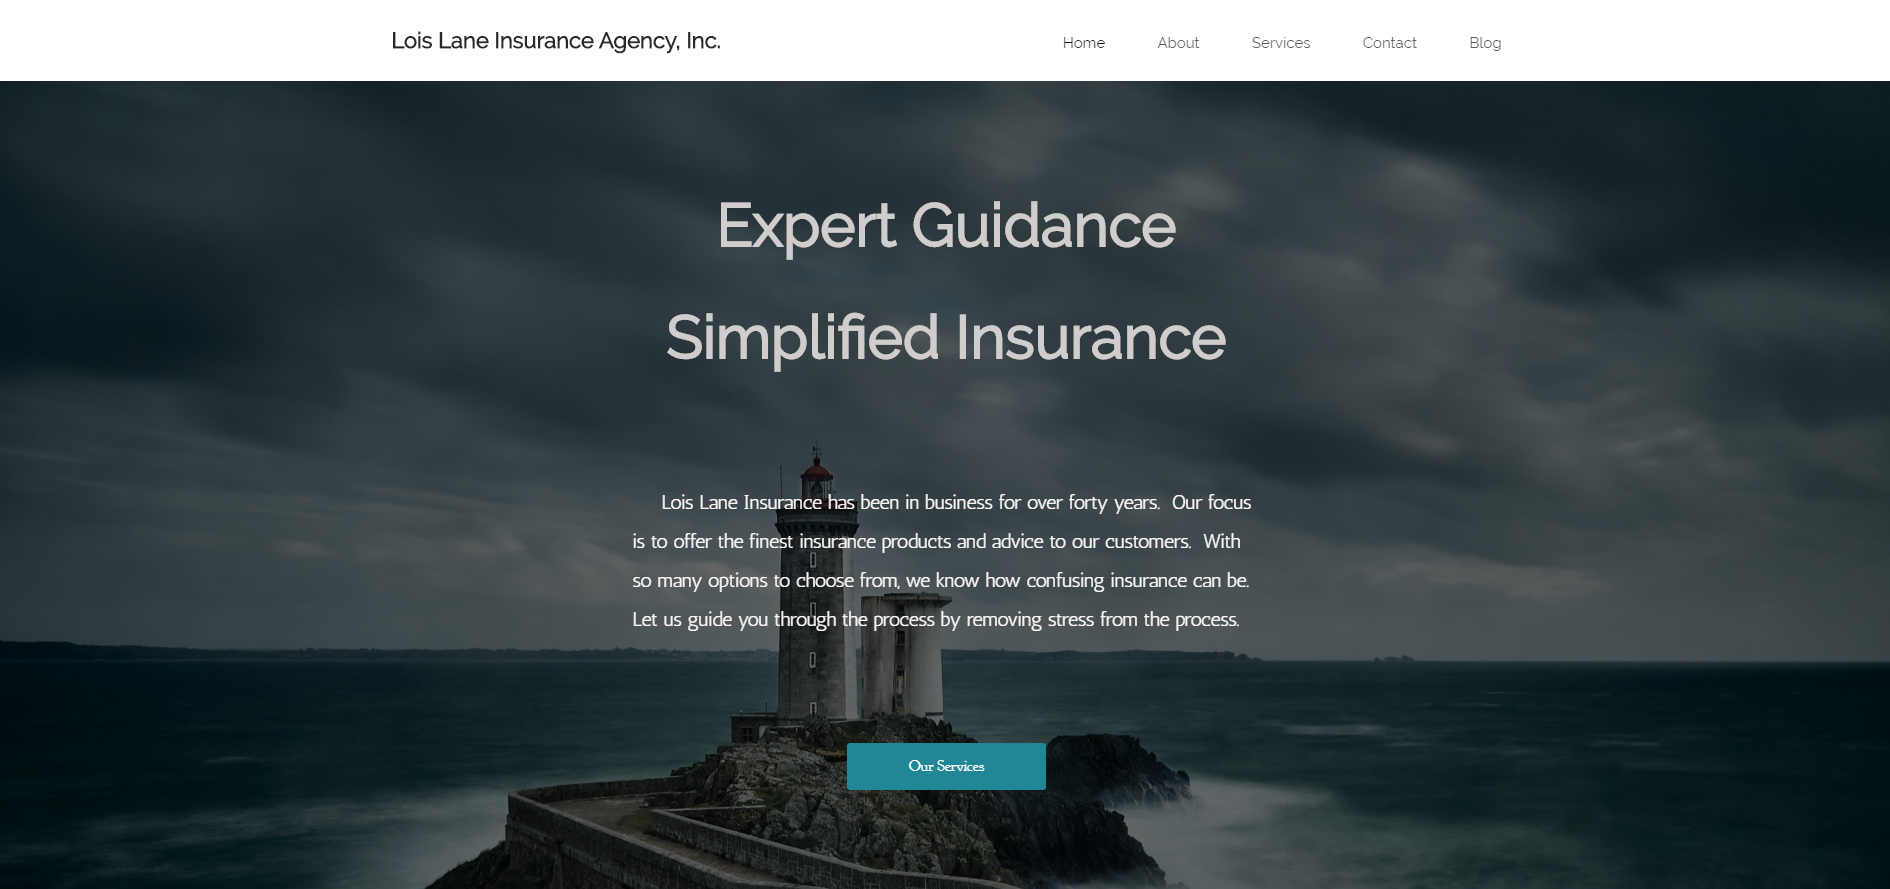 Lois Lane Insurance Agency, Inc.
Home About Services Contact Blog
Expert Guidance
Simplified Insurance
Lois Lane Insurance has been in business for over forty years.  Our focus
is to offer the finest insurance products and advice to our customers.  With
so many options to choose from, we know how confusing insurance can be.
Let us guide you through the process by removing stress from the process.
Our Services